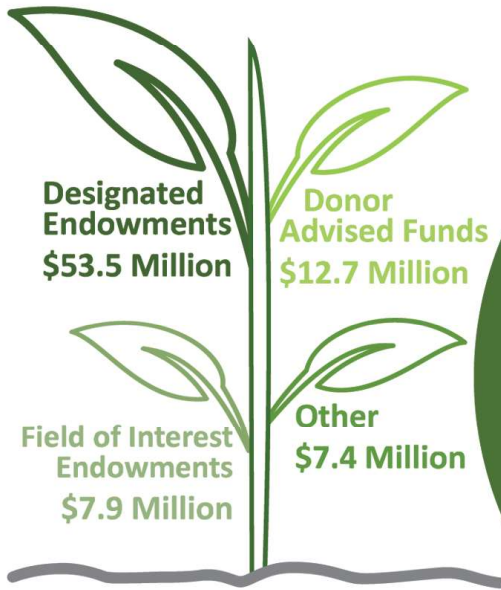 Designated
Endowments
$53.5 Million
Donor
Advised Funds
$12.7 Million
Field of Interest
Endowments
$7.9 Million
Other
$7.4 Million